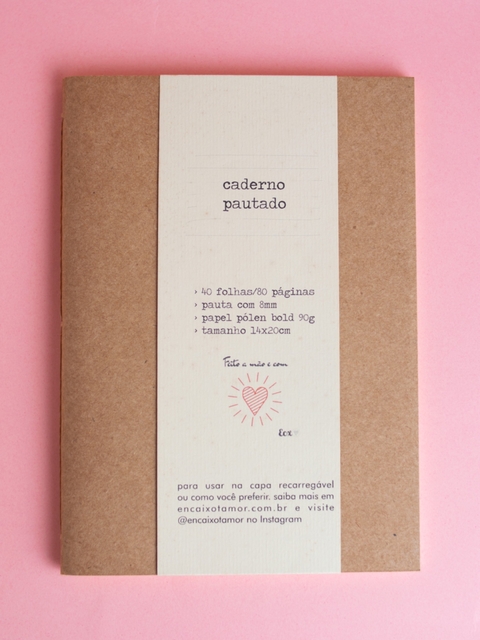 caderno
pautado
› 40 folhas/80 páginas
› pauta com 8mm
› papel pólen bold 90g
› tamanho 14x20cm
Feito a mão e com
Eox
para usar na capa recarregável
ou como você preferir. saiba mais em
encaixotamor.com.br e visite
@encaixotamor no Instagram